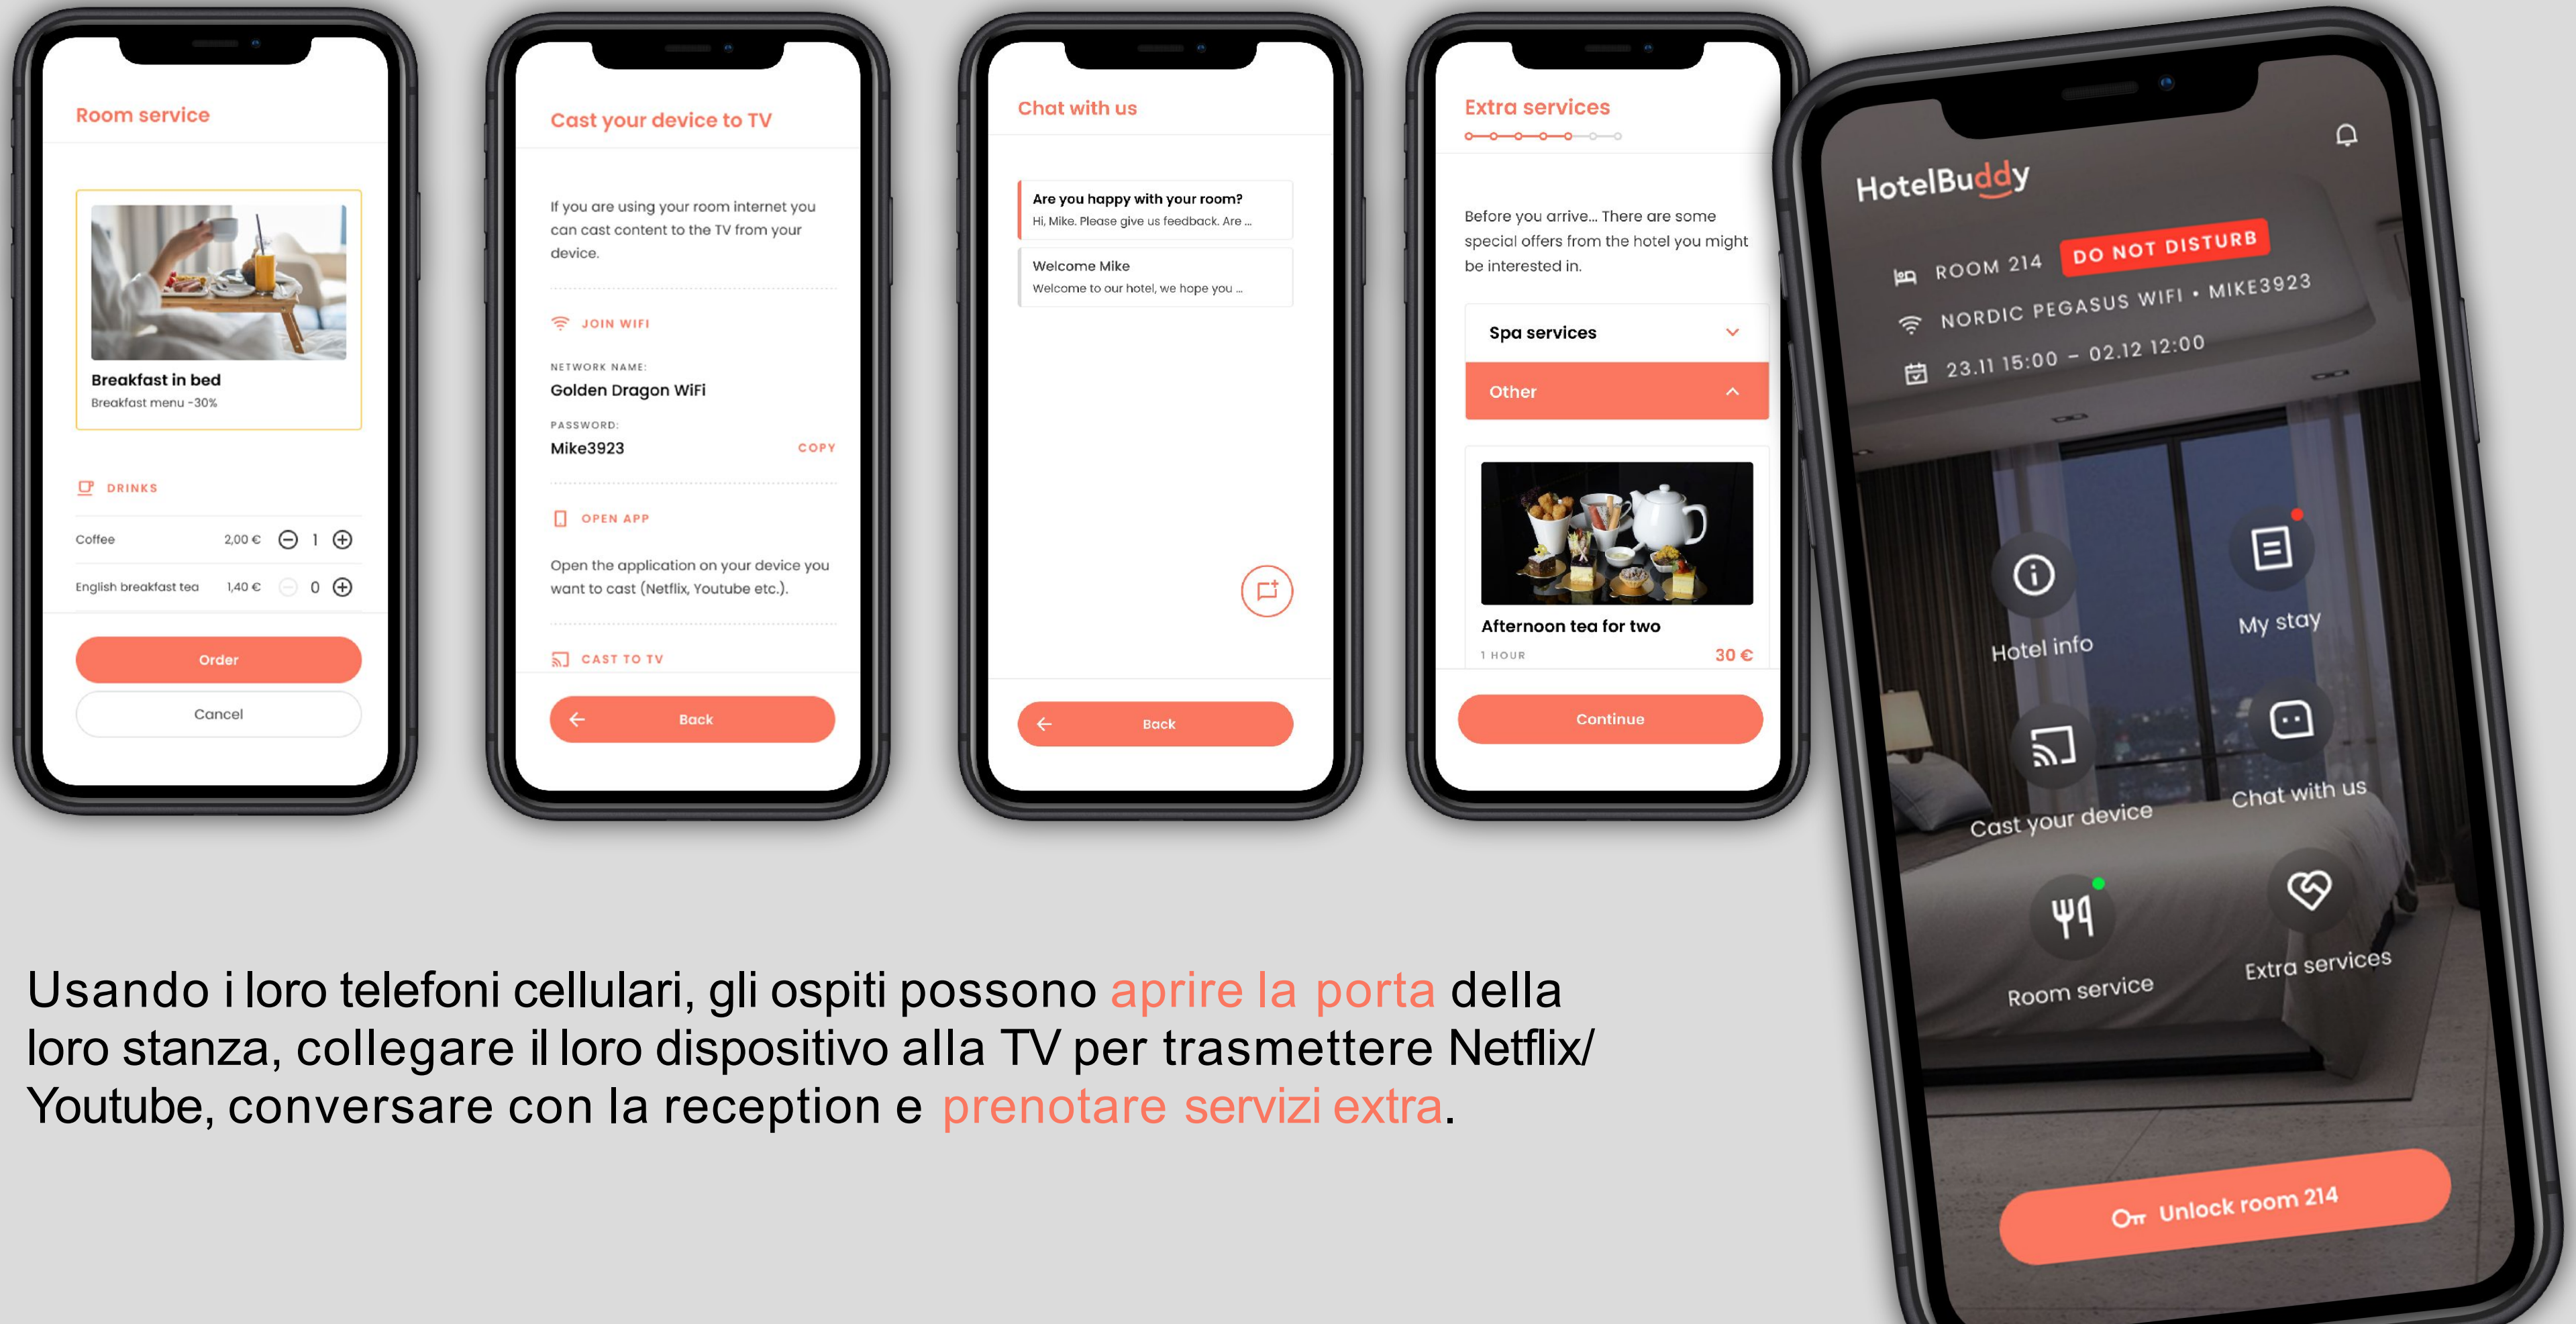 Room service
Breakfast in bed
Breakfast menu -30%
DRINKS
Coffee 2,00 € 1
English breakfast tea 1,40 € 0
Order
Cancel
Cast your device to TV
If you are using your room internet you
can cast content to the TV from your
device.
JOIN WIFI
NETWORK NAME:
Golden Dragon WiFi
PASSWORD:
Mike3923 COPY
OPEN APP
Open the application on your device you
want to cast (Netflix, Youtube etc.).
CAST TO TV
Back
Chat with us
Are you happy with your room?
Hi, Mike. Please give us feedback. Are ...
Welcome Mike
Welcome to our hotel, we hope you ...
Back
Extra services
Before you arrive... There are some
special offers from the hotel you might
be interested in.
Spa services
Other
Afternoon tea for two
1 HOUR 30 €
Continue
HotelBuddy
ROOM 214 DO NOT DISTURB
NORDIC PEGASUS WIFI • MIKE3923
23.11 15:00 – 02.12 12:00
Hotel info
My stay
Cast your device
Chat with us
Room service
Extra services
Unlock room 214
Usando i loro telefoni cellulari, gli ospiti possono aprire la porta della
loro stanza, collegare il loro dispositivo alla TV per trasmettere Netflix/
Youtube, conversare con la reception e prenotare servizi extra.